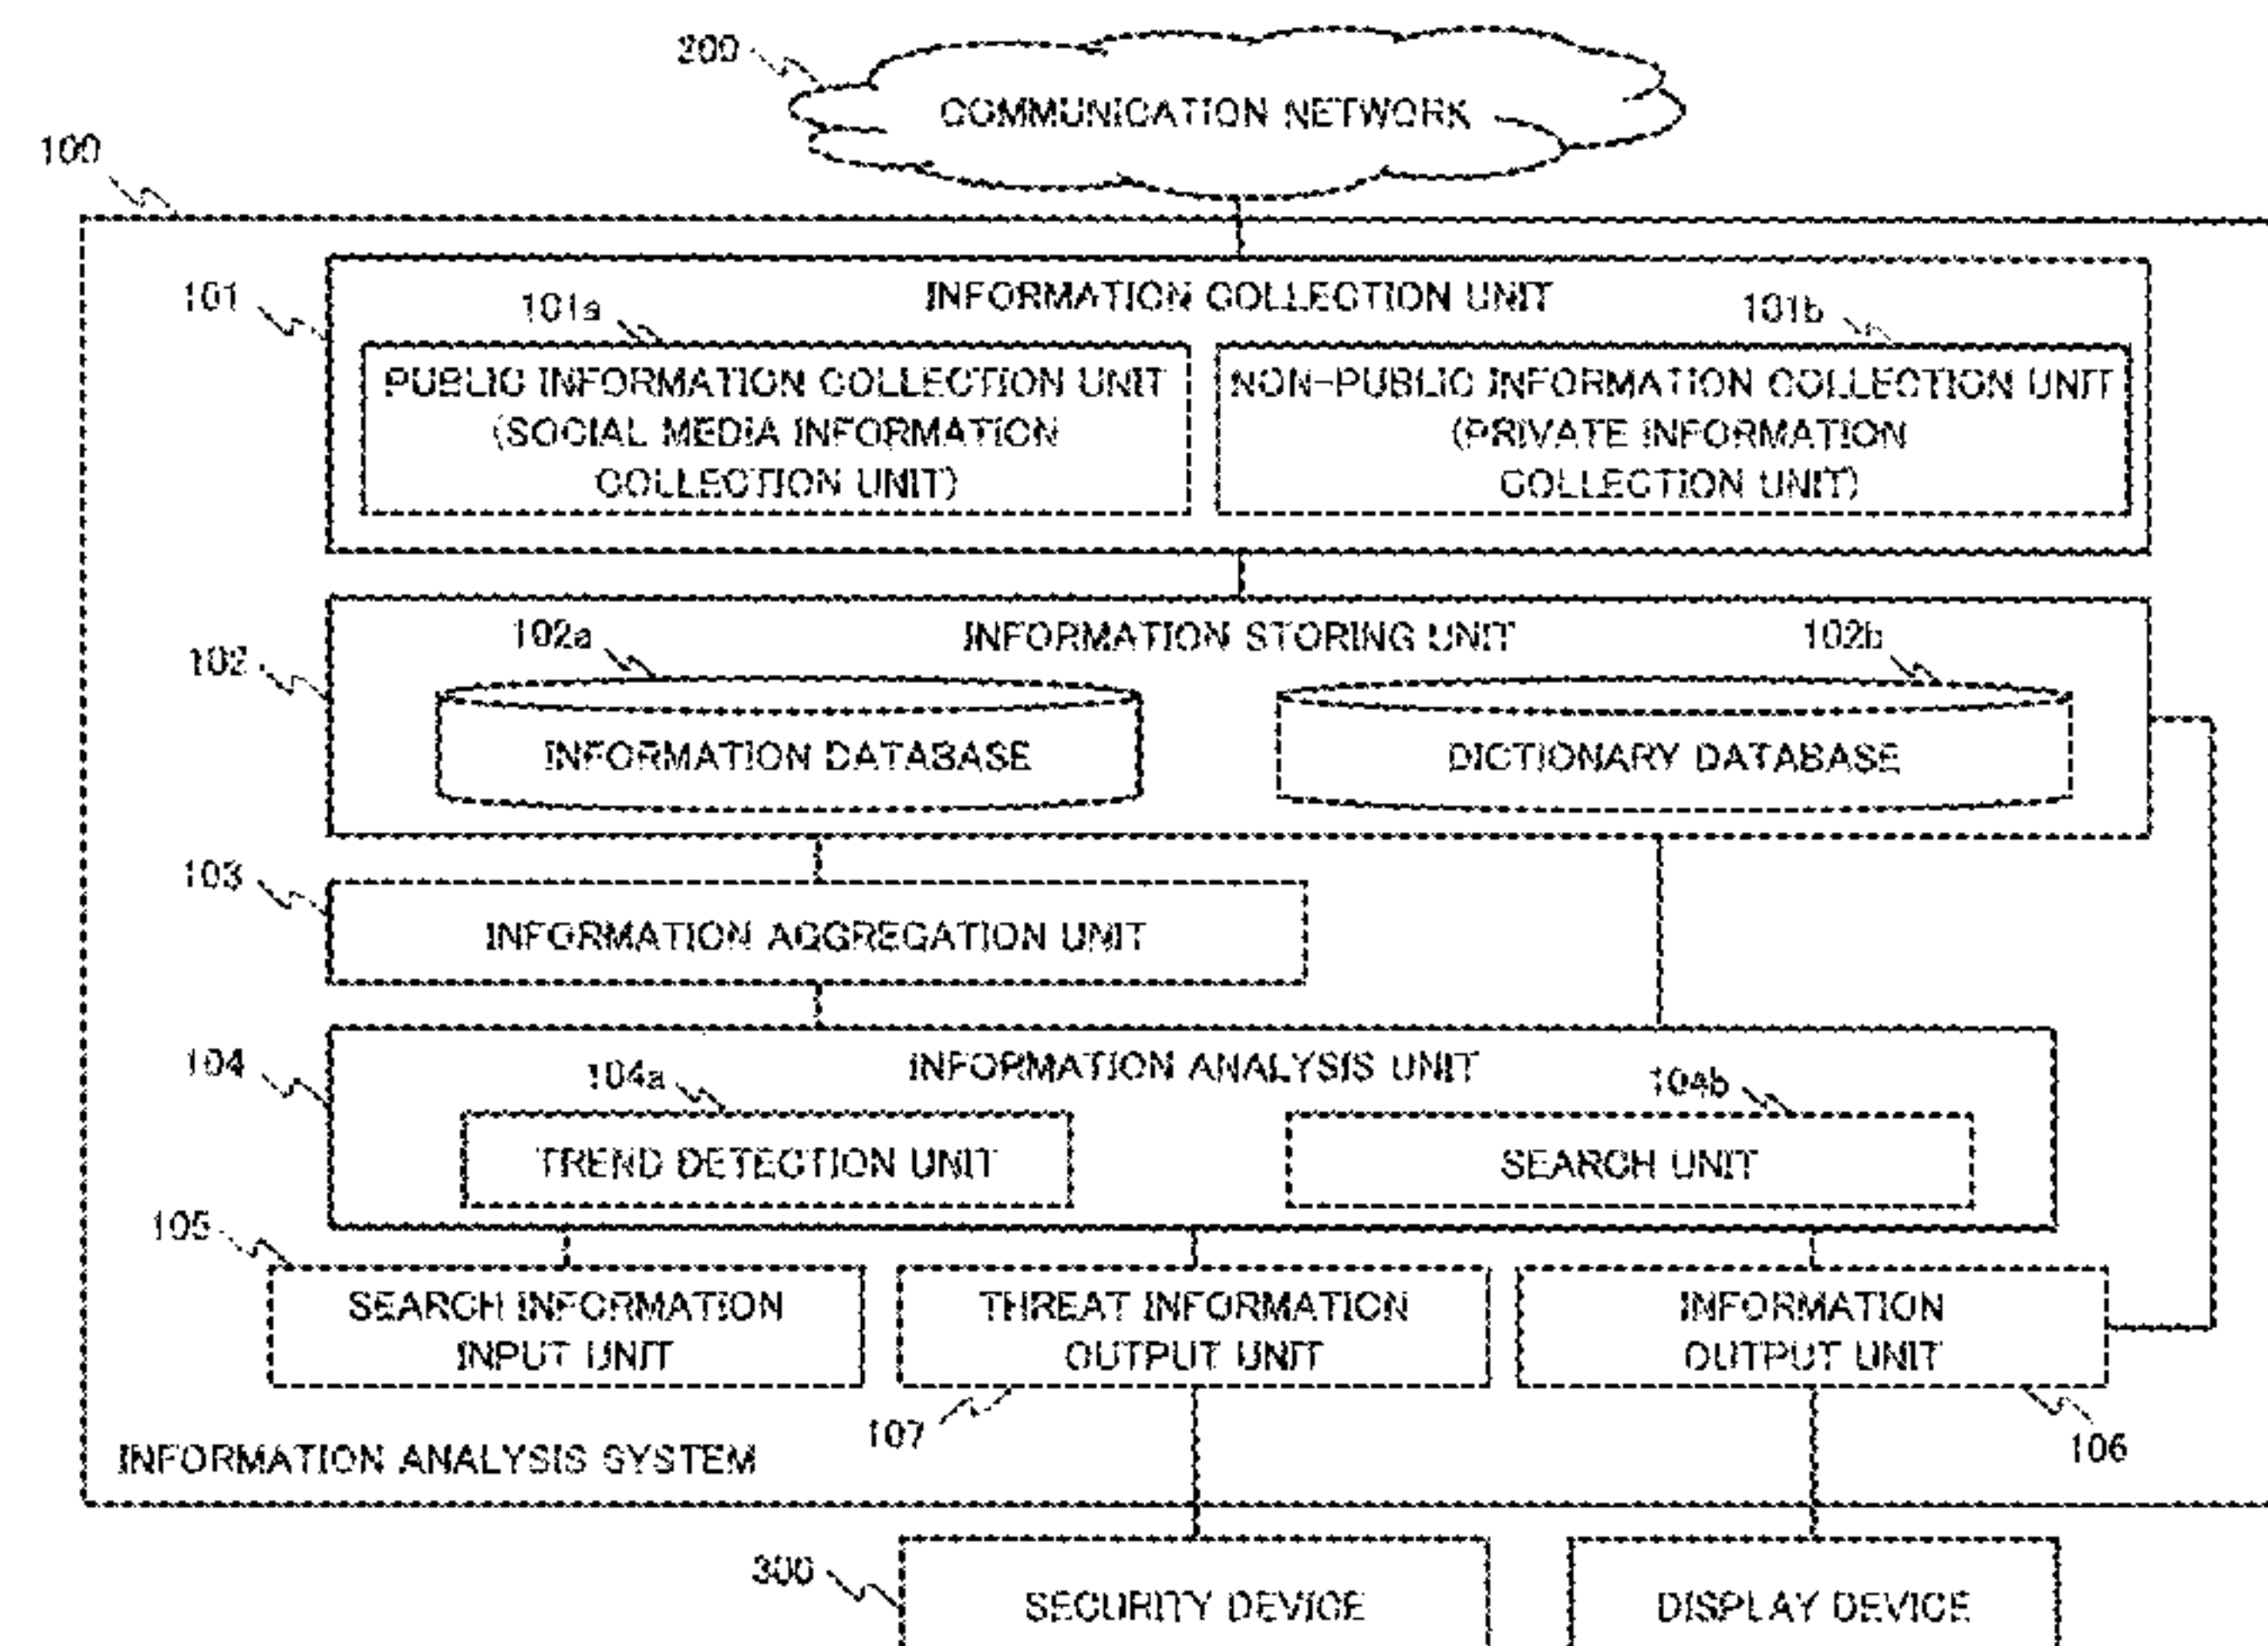 200
COMMUNICATION NETWORK
100
101
INFORMATION COLLECTION UNIT
101a
101b
PUBLIC INFORMATION COLLECTION UNIT
(SOCIAL MEDIA INFORMATION
COLLECTION UNIT)
NON-PUBLIC INFORMATION COLLECTION UNIT
(PRIVATE INFORMATION
COLLECTION UNIT)
102
102a
INFORMATION STORING UNIT
102b
INFORMATION DATABASE
DICTIONARY DATABASE
103
INFORMATION AGGREGATION UNIT
104
104a
INFORMATION ANALYSIS UNIT
104b
TREND DETECTION UNIT
SEARCH UNIT
105
SEARCH INFORMATION
INPUT UNIT
THREAT INFORMATION
OUTPUT UNIT
INFORMATION
OUTPUT UNIT
107
106
INFORMATION ANALYSIS SYSTEM
300
SECURITY DEVICE
DISPLAY DEVICE